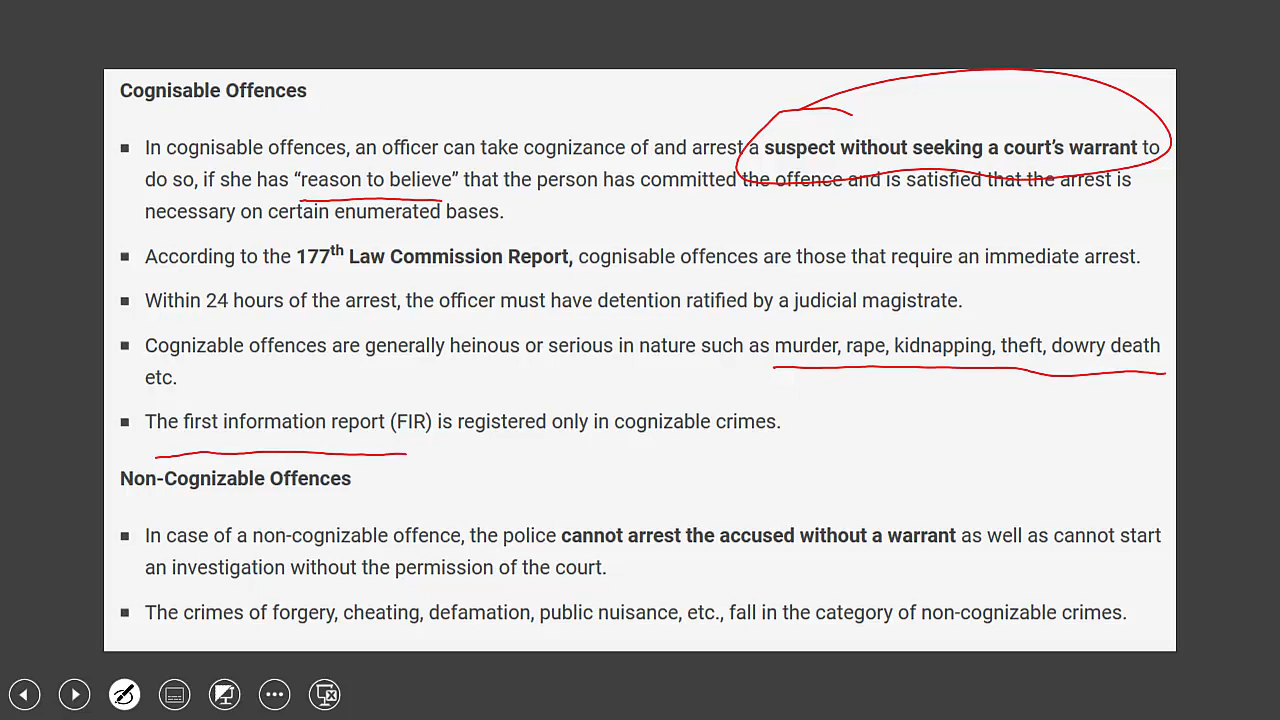 Cognisable Offences
▪ In cognisable offences, an officer can take cognizance of and arrest a suspect without seeking a court's warrant to
do so, if she has “reason to believe” that the person has committed the offence and is satisfied that the arrest is
necessary on certain enumerated bases.
▪ According to the 177th Law Commission Report, cognisable offences are those that require an immediate arrest.
▪ Within 24 hours of the arrest, the officer must have detention ratified by a judicial magistrate.
▪ Cognizable offences are generally heinous or serious in nature such as murder, rape, kidnapping, theft, dowry death
etc.
▪ The first information report (FIR) is registered only in cognizable crimes.
Non-Cognizable Offences
▪ In case of a non-cognizable offence, the police cannot arrest the accused without a warrant as well as cannot start
an investigation without the permission of the court.
▪ The crimes of forgery, cheating, defamation, public nuisance, etc., fall in the category of non-cognizable crimes.